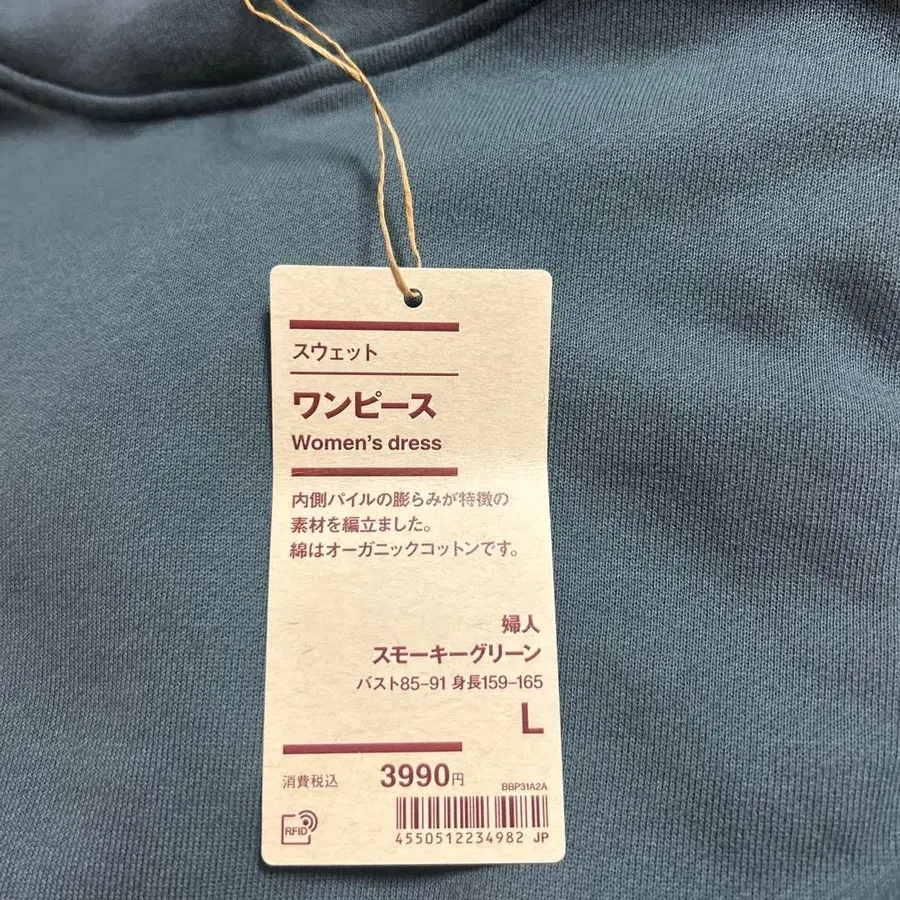 スウェット
ワンピース
Women's dress
内側パイルの膨らみが特徴の
素材を編立ました。
綿はオーガニックコットンです。
婦人
スモーキーグリーン
バスト85-91 身長159-165
L
消費税込 3990円
BBP31A2A
RFID
4550512234982 JP